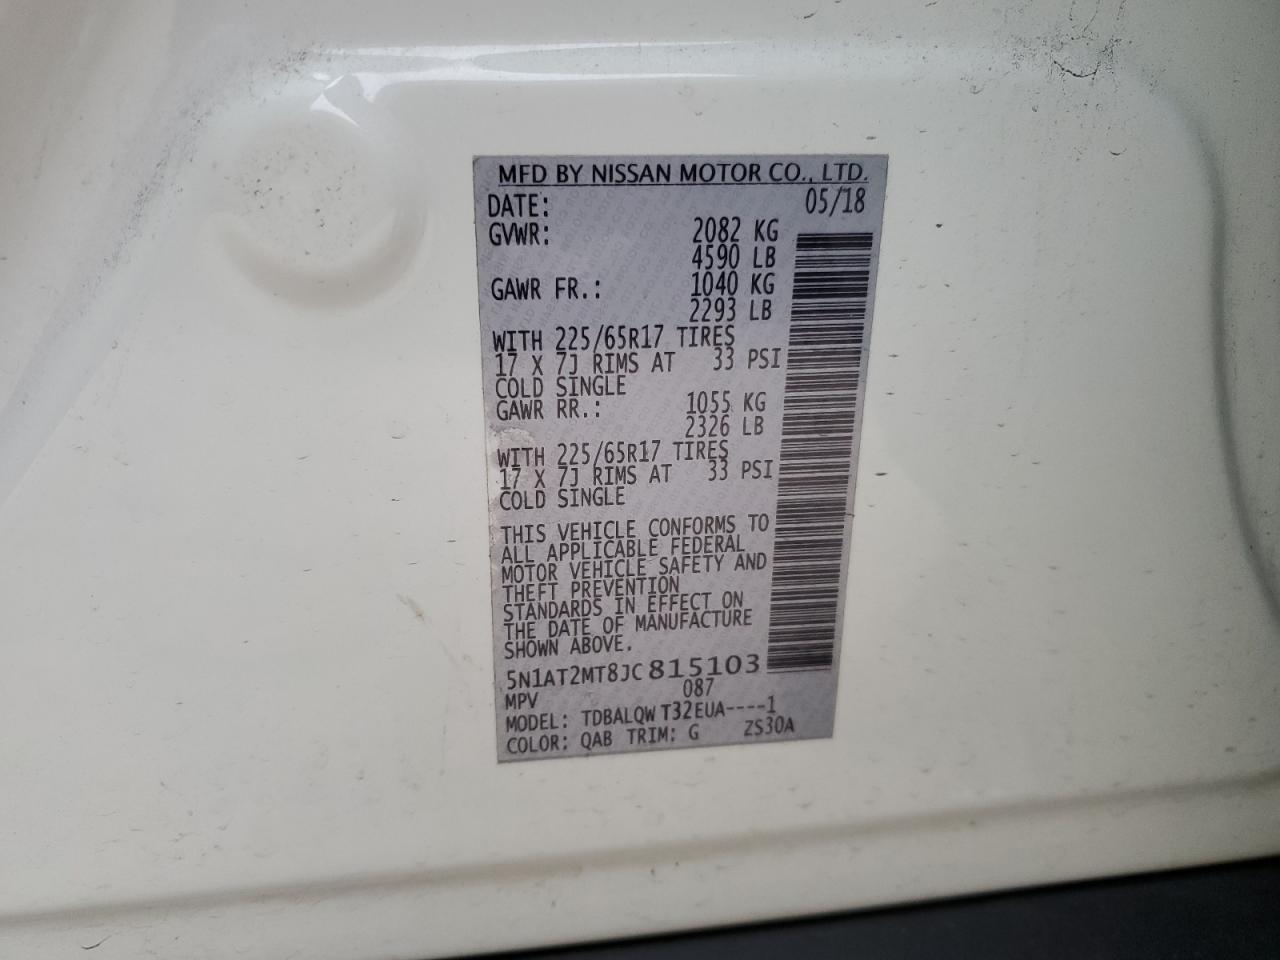 MFD BY NISSAN MOTOR CO., LTD.
DATE: 05/18
GVWR: 2082 KG
4590 LB
GAWR FR.: 1040 KG
2293 LB
WITH 225/65R17 TIRES
17 X 7J RIMS AT 33 PSI
COLD SINGLE
GAWR RR.: 1055 KG
2326 LB
WITH 225/65R17 TIRES
17 X 7J RIMS AT 33 PSI
COLD SINGLE
THIS VEHICLE CONFORMS TO
ALL APPLICABLE FEDERAL
MOTOR VEHICLE SAFETY AND
THEFT PREVENTION
STANDARDS IN EFFECT ON
THE DATE OF MANUFACTURE
SHOWN ABOVE.
5N1AT2MT8JC815103
MPV 087
MODEL: TDBALQW T32EUA----1
COLOR: QAB TRIM: G ZS30A